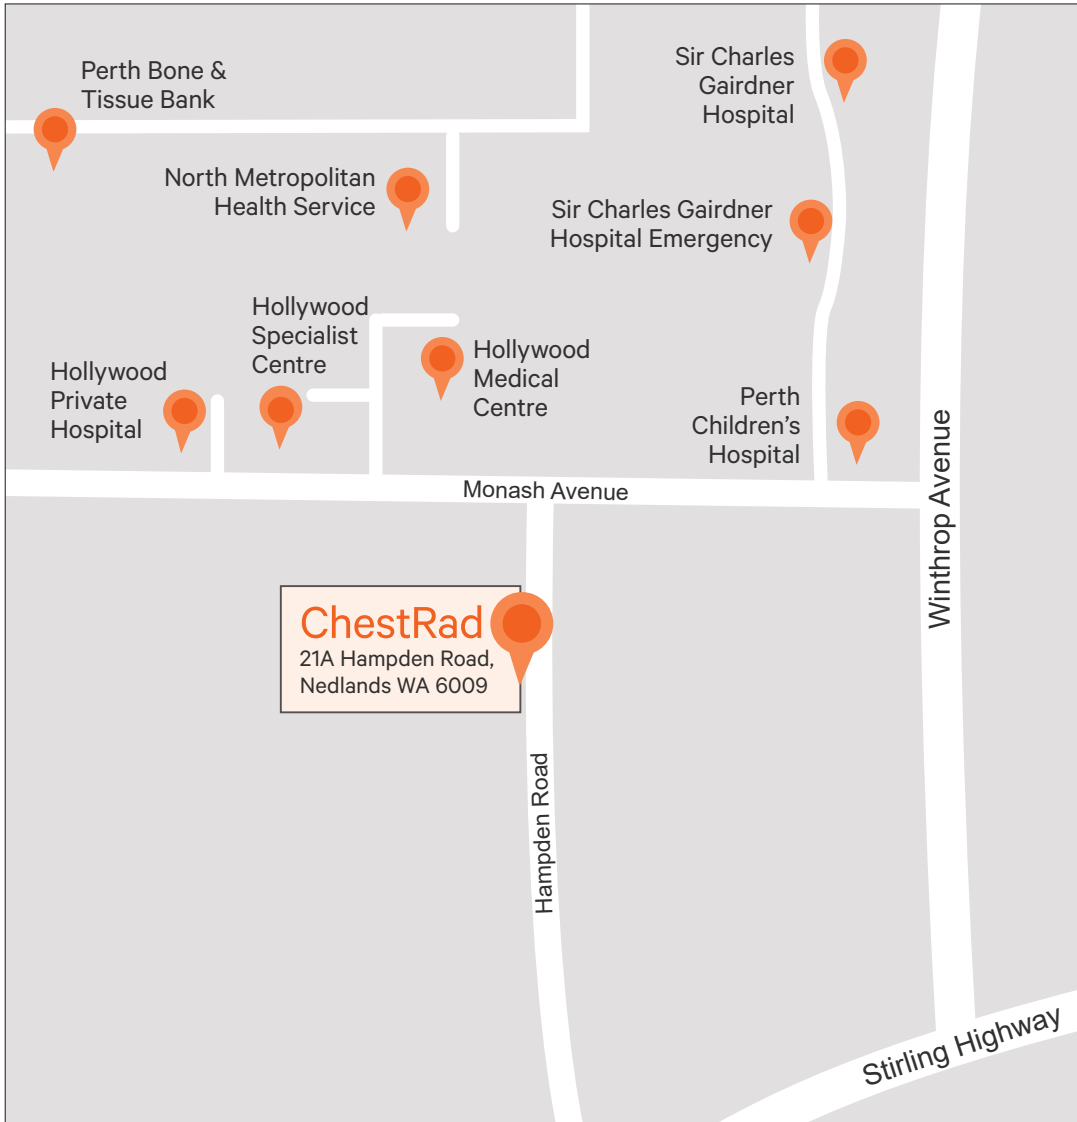 Perth Bone &
Tissue Bank
Sir Charles
Gairdner
Hospital
North Metropolitan
Health Service
Sir Charles Gairdner
Hospital Emergency
Hollywood
Specialist
Centre
Hollywood
Medical
Centre
Hollywood
Private
Hospital
Perth
Children’s
Hospital
Monash Avenue
Winthrop Avenue
ChestRad
21A Hampden Road,
Nedlands WA 6009
Hampden Road
Stirling Highway